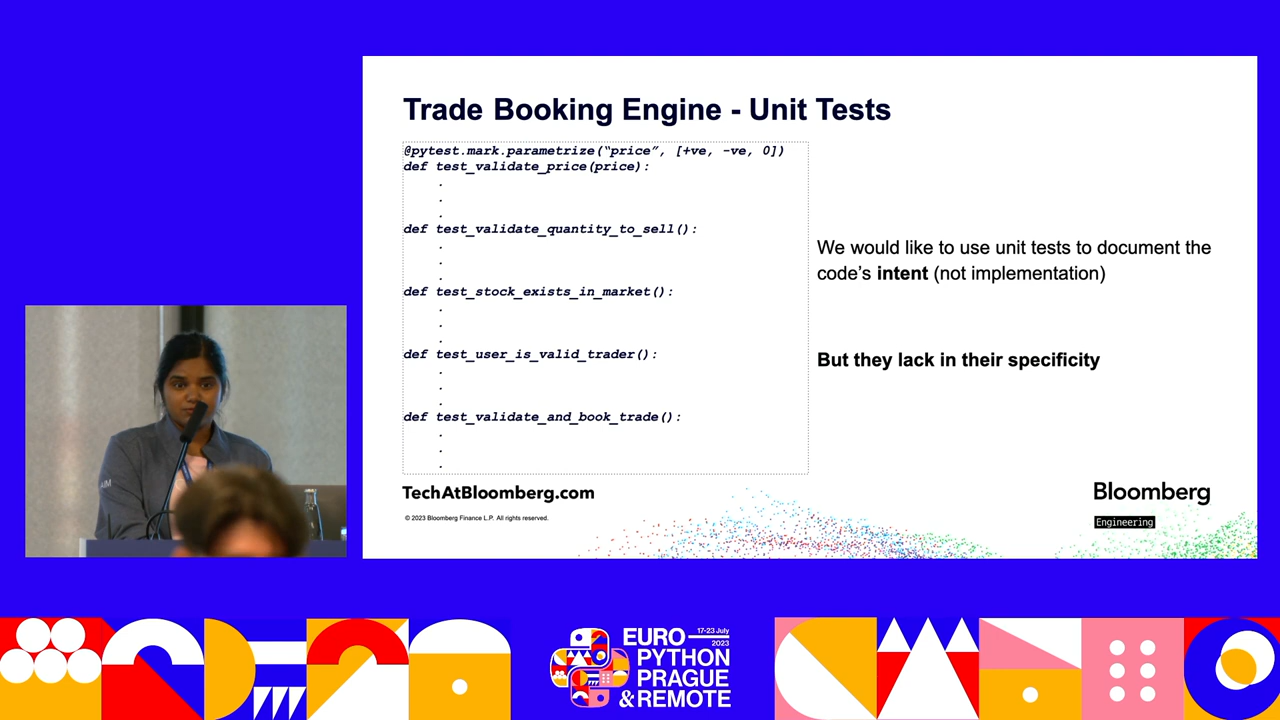 Trade Booking Engine - Unit Tests
@pytest.mark.parametrize(“price”, [+ve, -ve, 0])
def test_validate_price(price):
.
.
.
def test_validate_quantity_to_sell():
.
.
.
def test_stock_exists_in_market():
.
.
.
def test_user_is_valid_trader():
.
.
.
def test_validate_and_book_trade():
.
.
.
We would like to use unit tests to document the
code’s intent (not implementation)
But they lack in their specificity
TechAtBloomberg.com
© 2023 Bloomberg Finance L.P. All rights reserved.
Bloomberg
Engineering
AIM
EURO
17-23 July
2023
PYTHON
PRAGUE
& REMOTE